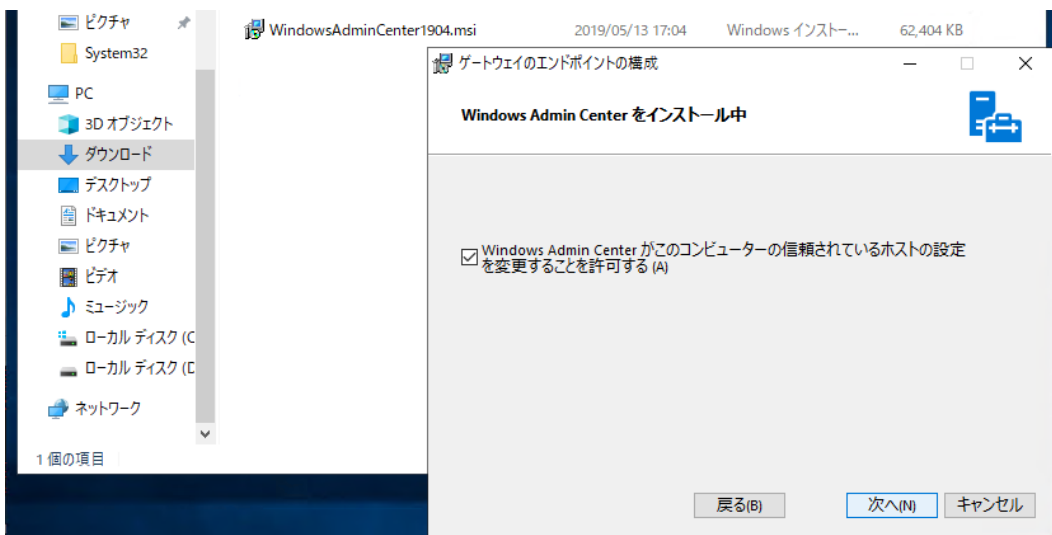 ピクチャ
System32
PC
3D オブジェクト
ダウンロード
デスクトップ
ドキュメント
ピクチャ
ビデオ
ミュージック
ローカル ディスク (C
ローカル ディスク (D
ネットワーク
1 個の項目
WindowsAdminCenter1904.msi 2019/05/13 17:04 Windows インストー... 62,404 KB
ゲートウェイのエンドポイントの構成
Windows Admin Center をインストール中
Windows Admin Center がこのコンピューターの信頼されているホストの設定
を変更することを許可する (A)
戻る(B) 次へ(N) キャンセル